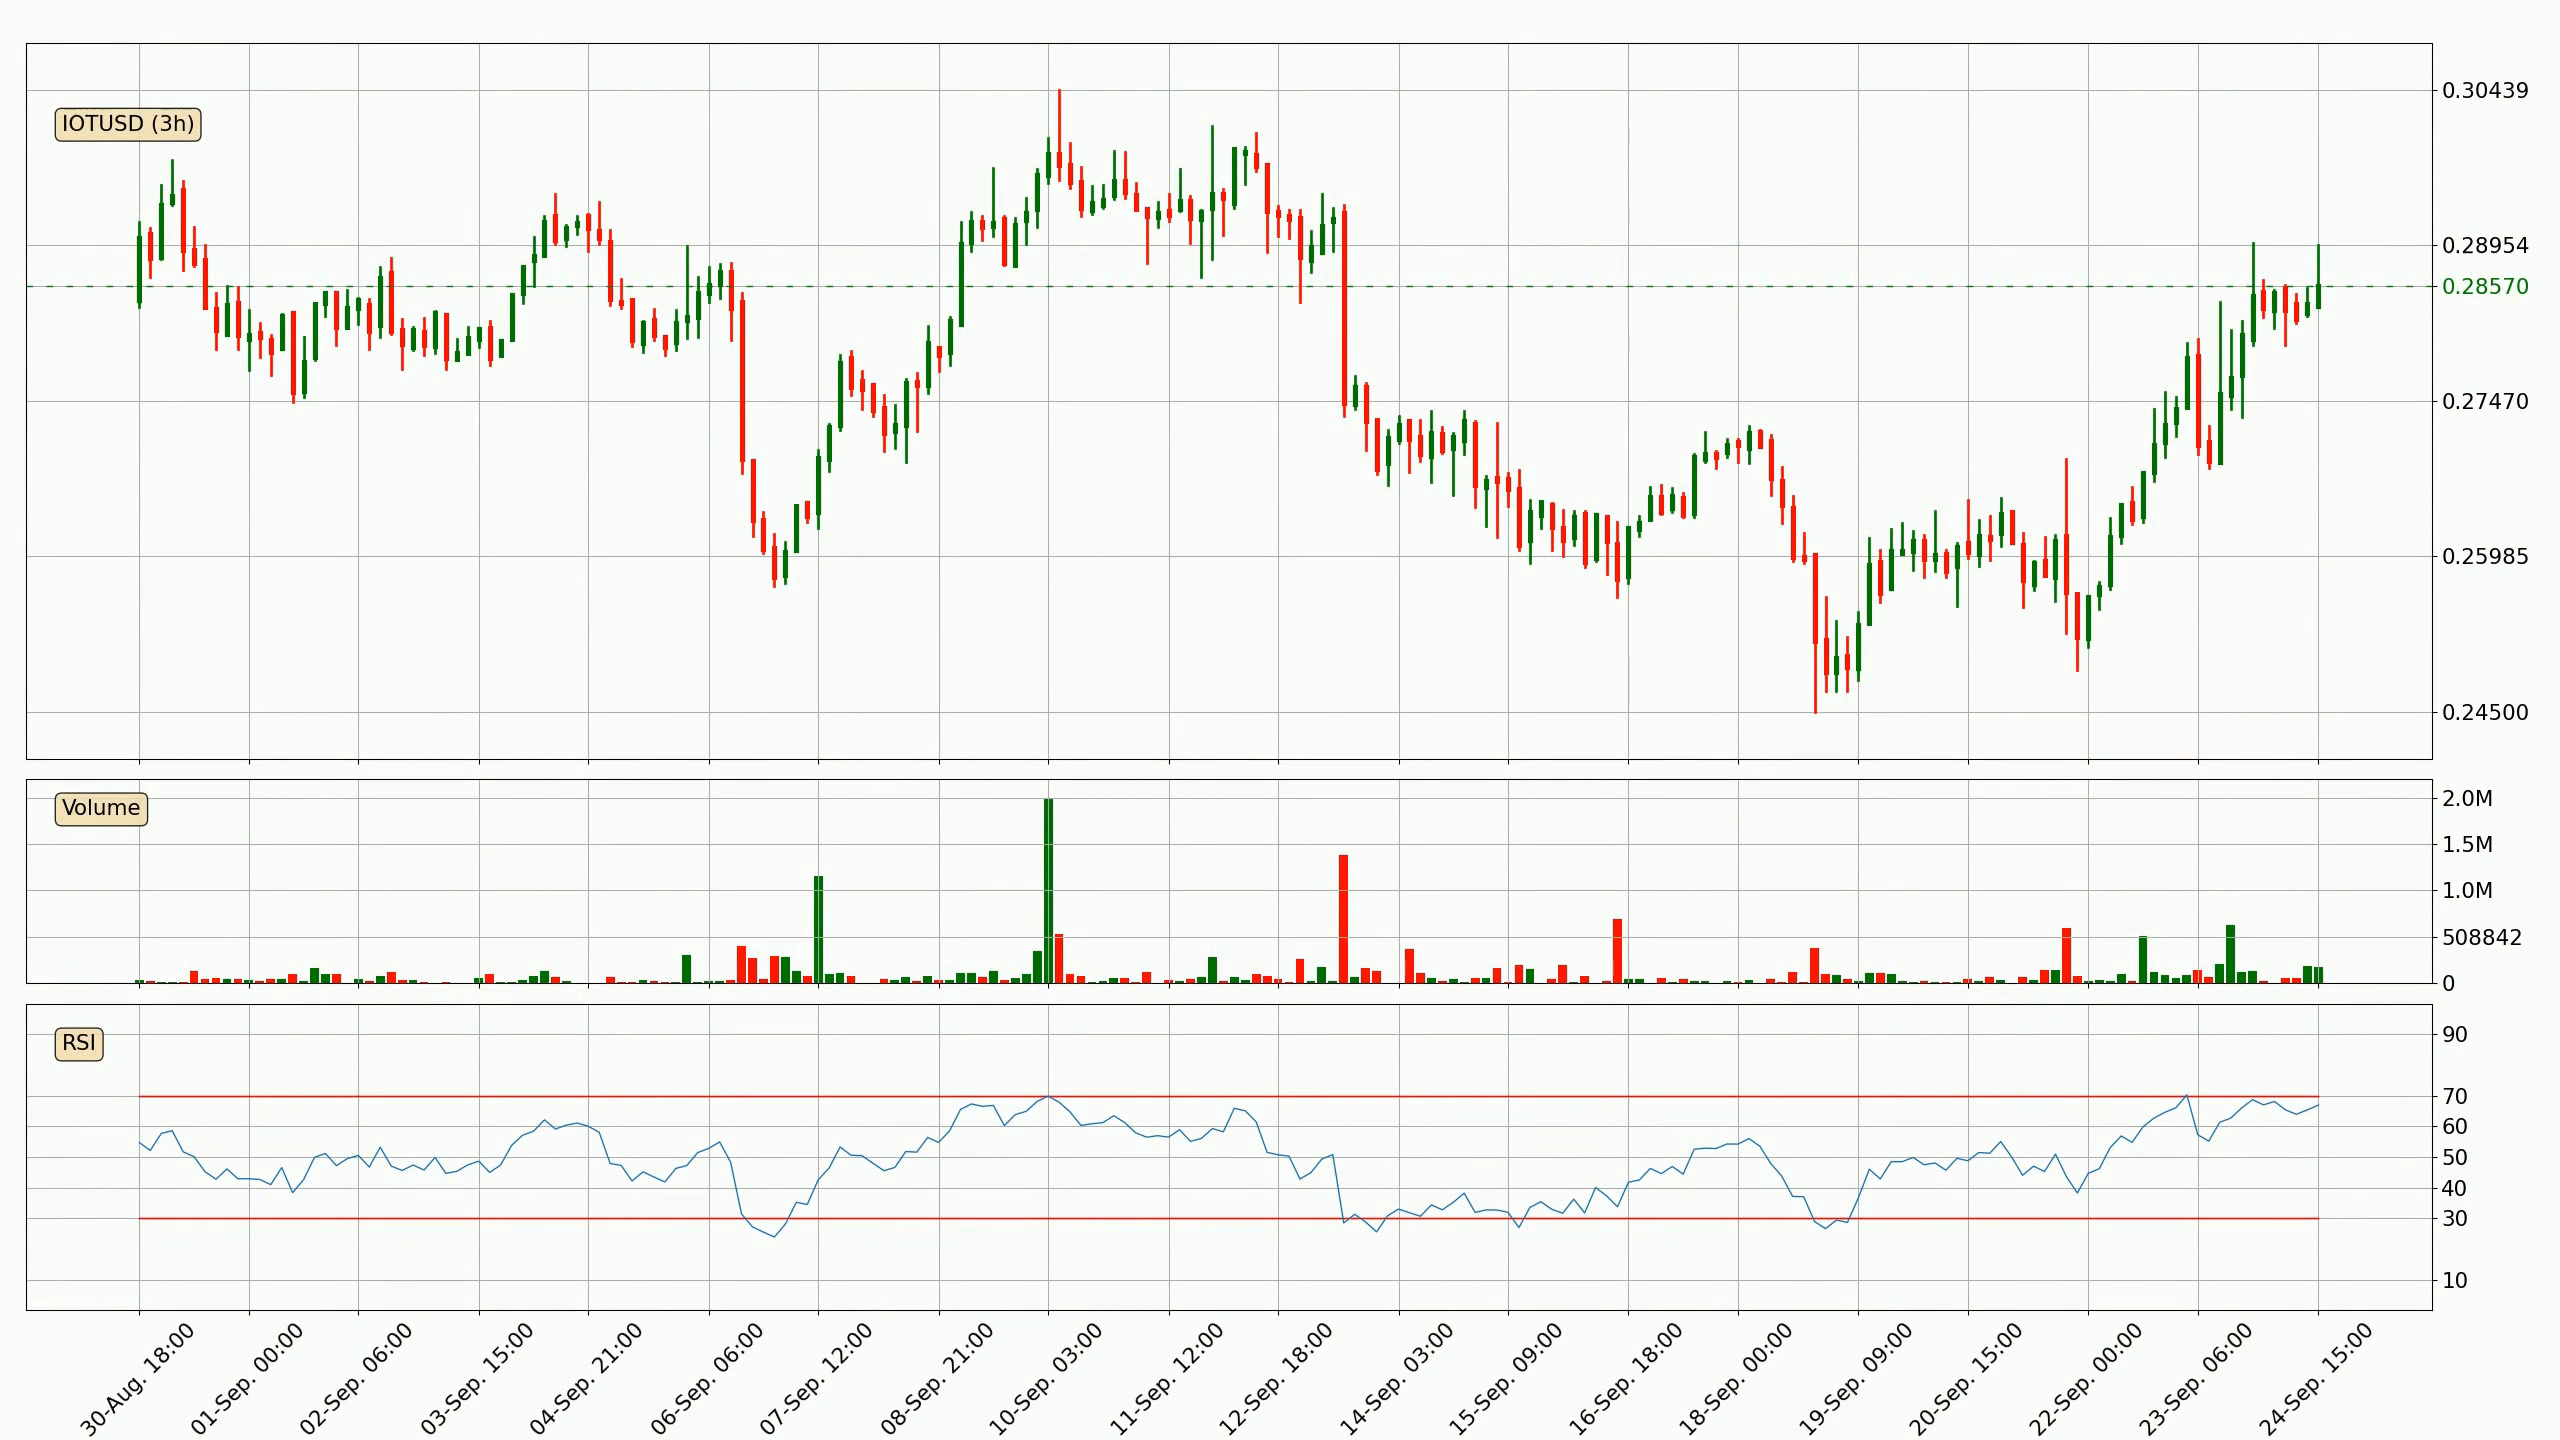 IOTUSD (3h)
0.30439
0.28954
0.28570
0.27470
0.25985
0.24500
Volume
2.0M
1.5M
1.0M
508842
0
RSI
90
70
60
50
40
30
10
30-Aug. 18:00
01-Sep. 00:00
02-Sep. 06:00
03-Sep. 15:00
04-Sep. 21:00
06-Sep. 06:00
07-Sep. 12:00
08-Sep. 21:00
10-Sep. 03:00
11-Sep. 12:00
12-Sep. 18:00
14-Sep. 03:00
15-Sep. 09:00
16-Sep. 18:00
18-Sep. 00:00
19-Sep. 09:00
20-Sep. 15:00
22-Sep. 00:00
23-Sep. 06:00
24-Sep. 15:00